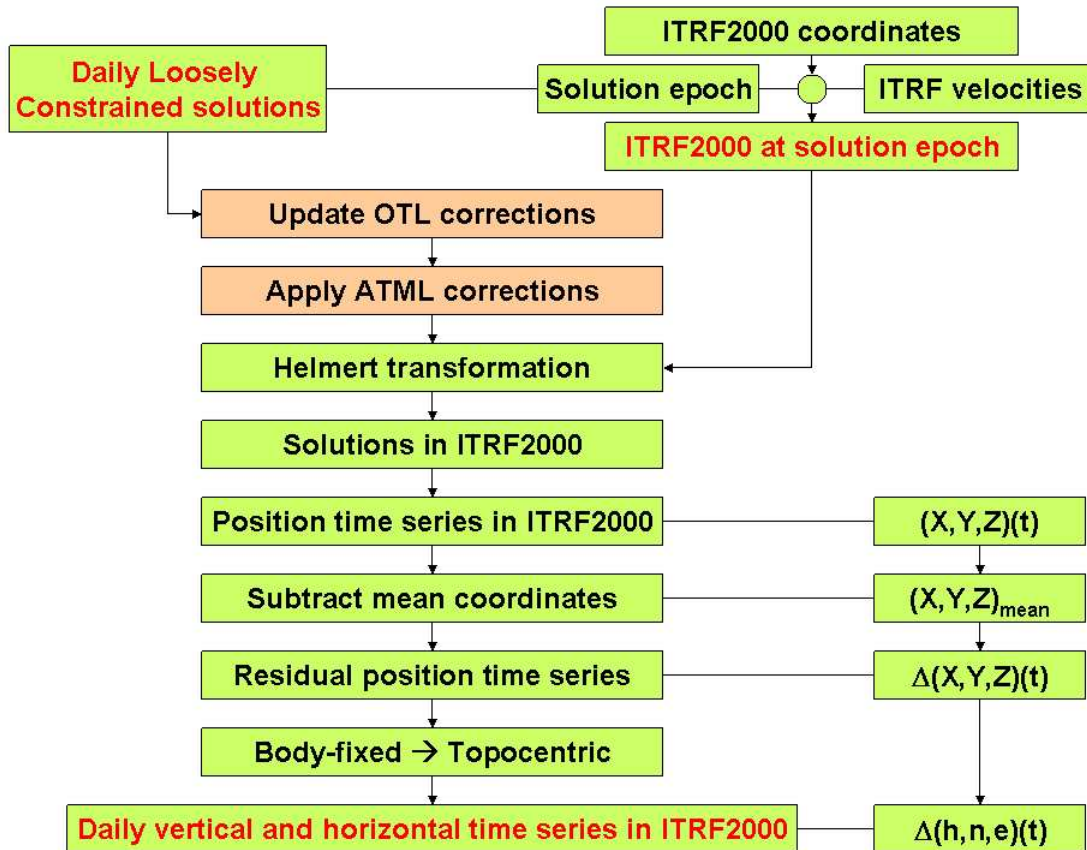 ITRF2000 coordinates
Daily Loosely
Constrained solutions
Solution epoch
ITRF velocities
ITRF2000 at solution epoch
Update OTL corrections
Apply ATML corrections
Helmert transformation
Solutions in ITRF2000
Position time series in ITRF2000
(X,Y,Z)(t)
Subtract mean coordinates
(X,Y,Z)mean
Residual position time series
Δ(X,Y,Z)(t)
Body-fixed → Topocentric
Daily vertical and horizontal time series in ITRF2000
Δ(h,n,e)(t)